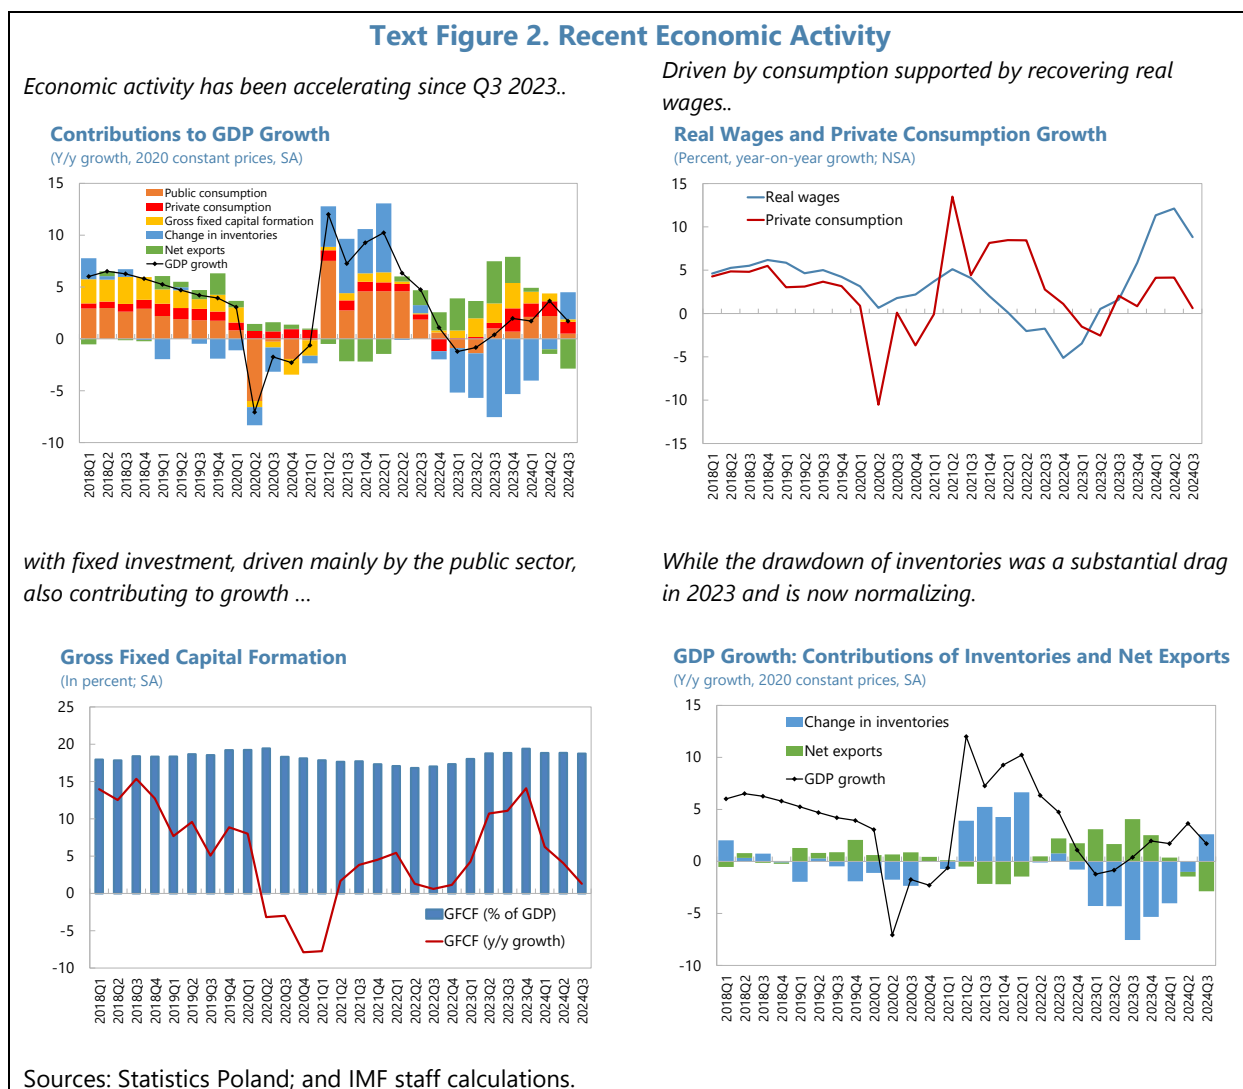 Text Figure 2. Recent Economic Activity
Economic activity has been accelerating since Q3 2023..
Driven by consumption supported by recovering real
wages..
Contributions to GDP Growth
(Y/y growth, 2020 constant prices, SA)
15
10
5
0
-5
-10
Public consumption
Private consumption
Gross fixed capital formation
Change in inventories
Net exports
GDP growth
2018Q1
2018Q2
2018Q3
2018Q4
2019Q1
2019Q2
2019Q3
2019Q4
2020Q1
2020Q2
2020Q3
2020Q4
2021Q1
2021Q2
2021Q3
2021Q4
2022Q1
2022Q2
2022Q3
2022Q4
2023Q1
2023Q2
2023Q3
2023Q4
2024Q1
2024Q2
2024Q3
Real Wages and Private Consumption Growth
(Percent, year-on-year growth; NSA)
15
10
5
0
-5
-10
-15
Real wages
Private consumption
2018Q1
2018Q2
2018Q3
2018Q4
2019Q1
2019Q2
2019Q3
2019Q4
2020Q1
2020Q2
2020Q3
2020Q4
2021Q1
2021Q2
2021Q3
2021Q4
2022Q1
2022Q2
2022Q3
2022Q4
2023Q1
2023Q2
2023Q3
2023Q4
2024Q1
2024Q2
2024Q3
with fixed investment, driven mainly by the public sector,
also contributing to growth ...
While the drawdown of inventories was a substantial drag
in 2023 and is now normalizing.
Gross Fixed Capital Formation
(In percent; SA)
25
20
15
10
5
0
-5
-10
GFCF (% of GDP)
GFCF (y/y growth)
2018Q1
2018Q2
2018Q3
2018Q4
2019Q1
2019Q2
2019Q3
2019Q4
2020Q1
2020Q2
2020Q3
2020Q4
2021Q1
2021Q2
2021Q3
2021Q4
2022Q1
2022Q2
2022Q3
2022Q4
2023Q1
2023Q2
2023Q3
2023Q4
2024Q1
2024Q2
2024Q3
GDP Growth: Contributions of Inventories and Net Exports
(Y/y growth, 2020 constant prices, SA)
15
10
5
0
-5
-10
Change in inventories
Net exports
GDP growth
2018Q1
2018Q2
2018Q3
2018Q4
2019Q1
2019Q2
2019Q3
2019Q4
2020Q1
2020Q2
2020Q3
2020Q4
2021Q1
2021Q2
2021Q3
2021Q4
2022Q1
2022Q2
2022Q3
2022Q4
2023Q1
2023Q2
2023Q3
2023Q4
2024Q1
2024Q2
2024Q3
Sources: Statistics Poland; and IMF staff calculations.